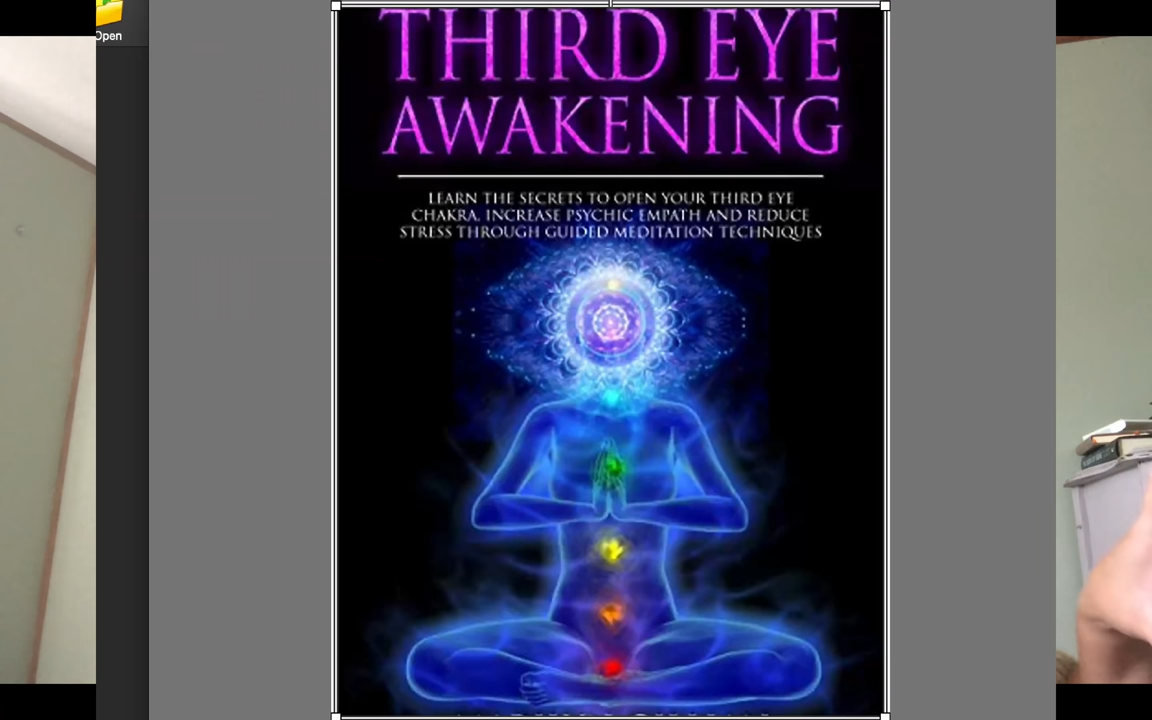 Open
THIRD EYE
AWAKENING
LEARN THE SECRETS TO OPEN YOUR THIRD EYE
CHAKRA, INCREASE PSYCHIC EMPATH AND REDUCE
STRESS THROUGH GUIDED MEDITATION TECHNIQUES